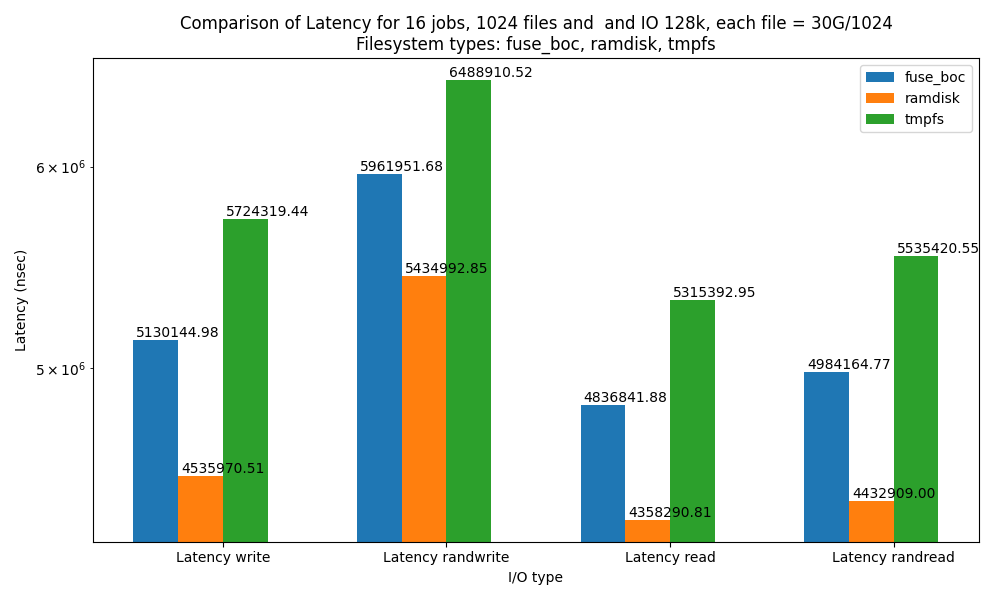 Comparison of Latency for 16 jobs, 1024 files and  and IO 128k, each file = 30G/1024
Filesystem types: fuse_boc, ramdisk, tmpfs
fuse_boc
ramdisk
tmpfs
Latency (nsec)
6 × 10⁶
5 × 10⁶
5130144.98
4535970.51
5724319.44
5961951.68
5434992.85
6488910.52
4836841.88
4358290.81
5315392.95
4984164.77
4432909.00
5535420.55
Latency write
Latency randwrite
Latency read
Latency randread
I/O type